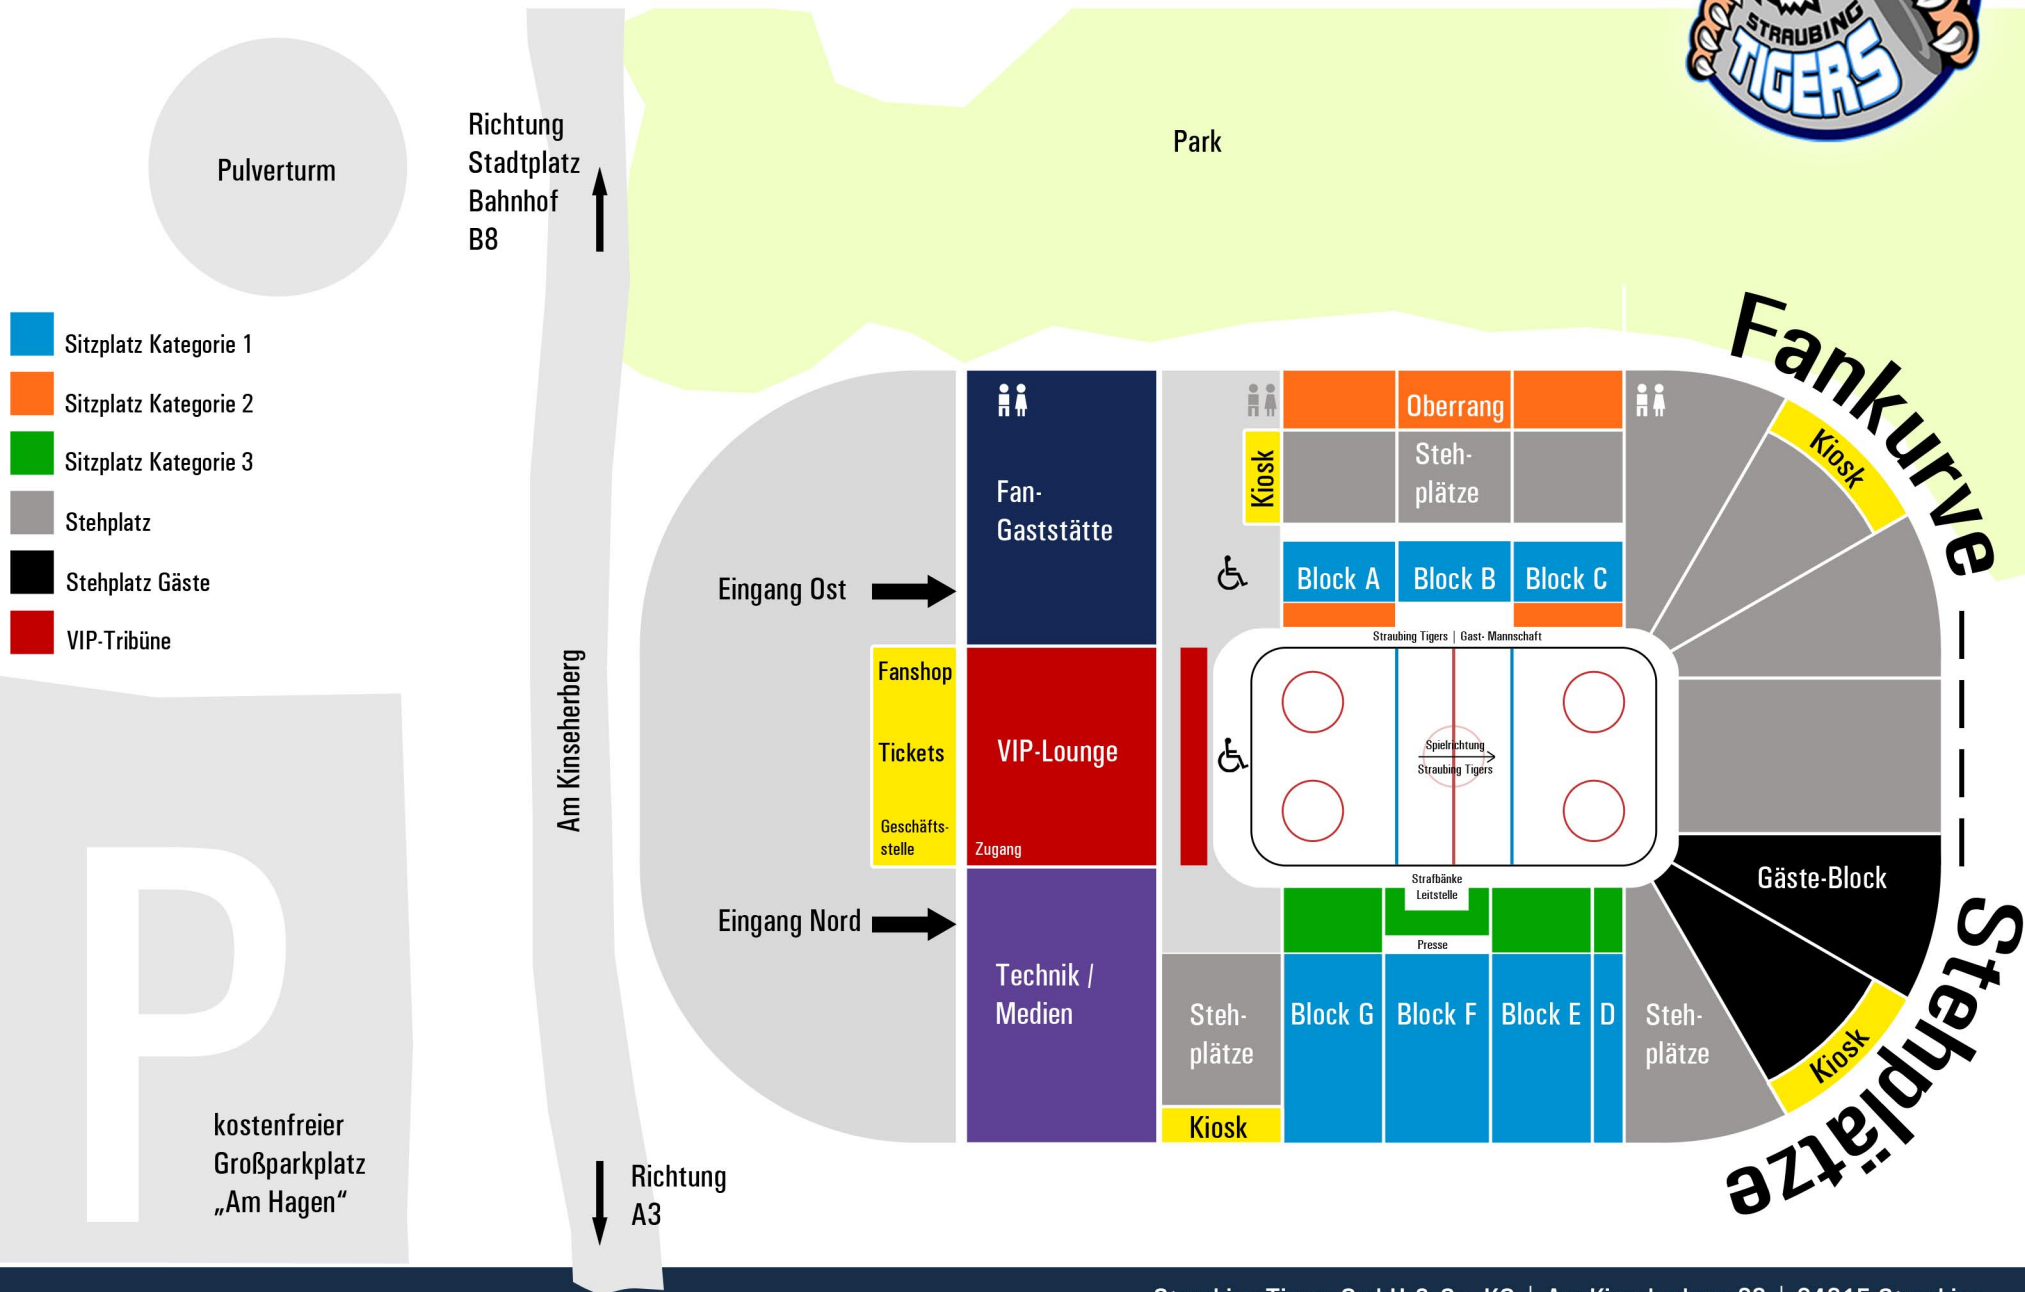 STRAUBING
TIGERS
Park
Richtung
Stadtplatz
Bahnhof
B8
Pulverturm
Sitzplatz Kategorie 1
Sitzplatz Kategorie 2
Sitzplatz Kategorie 3
Stehplatz
Stehplatz Gäste
VIP-Tribüne
Am Kinseherberg
Eingang Ost
Eingang Nord
Fanshop
Tickets
Geschäfts-
stelle
Fan-
Gaststätte
VIP-Lounge
Zugang
Technik /
Medien
Kiosk
Oberrang
Steh-
plätze
Block A
Block B
Block C
Straubing Tigers | Gast- Mannschaft
Spielrichtung
Straubing Tigers
Strafbänke
Leitstelle
Presse
Block G
Block F
Block E
D
Steh-
plätze
Kiosk
Steh-
plätze
Gäste-Block
Kiosk
Kiosk
Fankurve
Stehplätze
P
kostenfreier
Großparkplatz
„Am Hagen“
Richtung
A3